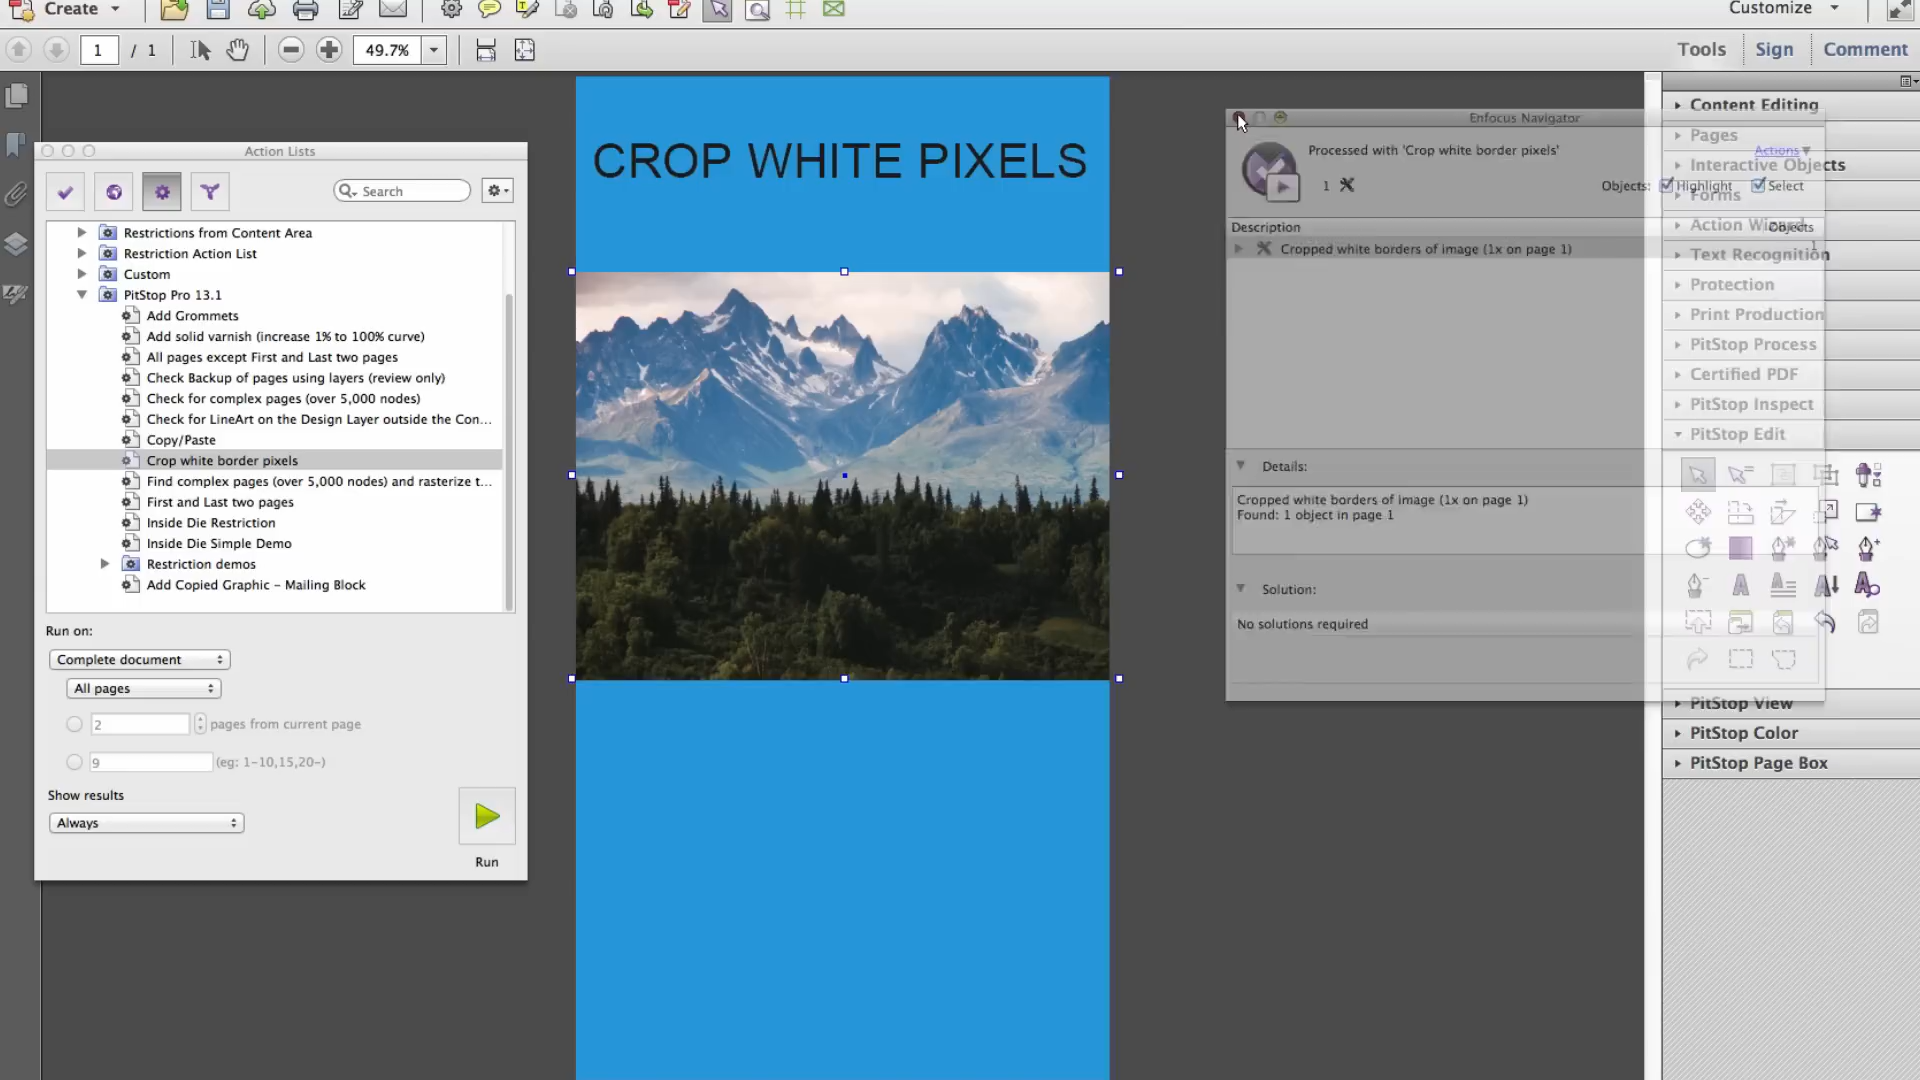 Create
Customize
1 / 1
49.7%
Tools
Sign
Comment
Action Lists
Search
Restrictions from Content Area
Restriction Action List
Custom
PitStop Pro 13.1
Add Grommets
Add solid varnish (increase 1% to 100% curve)
All pages except First and Last two pages
Check Backup of pages using layers (review only)
Check for complex pages (over 5,000 nodes)
Check for LineArt on the Design Layer outside the Con...
Copy/Paste
Crop white border pixels
Find complex pages (over 5,000 nodes) and rasterize t...
First and Last two pages
Inside Die Restriction
Inside Die Simple Demo
Restriction demos
Add Copied Graphic – Mailing Block
Run on:
Complete document
All pages
2 pages from current page
9 (eg: 1-10,15,20-)
Show results
Always
Run
CROP WHITE PIXELS
Enfocus Navigator
Processed with 'Crop white border pixels'
Actions
1
Objects: Highlight Select
Description
Objects
Cropped white borders of image (1x on page 1)
1
Details:
Cropped white borders of image (1x on page 1)
Found: 1 object in page 1
Solution:
No solutions required
Content Editing
Pages
Interactive Objects
Forms
Action Wizard
Text Recognition
Protection
Print Production
PitStop Process
Certified PDF
PitStop Inspect
PitStop Edit
PitStop View
PitStop Color
PitStop Page Box